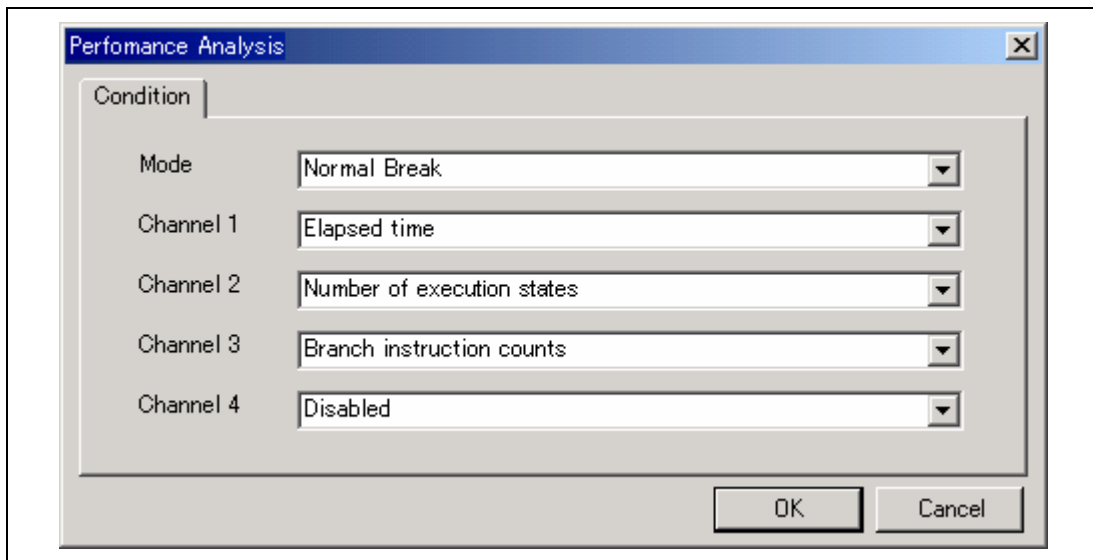 Perfomance Analysis
Condition
Mode Normal Break
Channel 1 Elapsed time
Channel 2 Number of execution states
Channel 3 Branch instruction counts
Channel 4 Disabled
OK Cancel